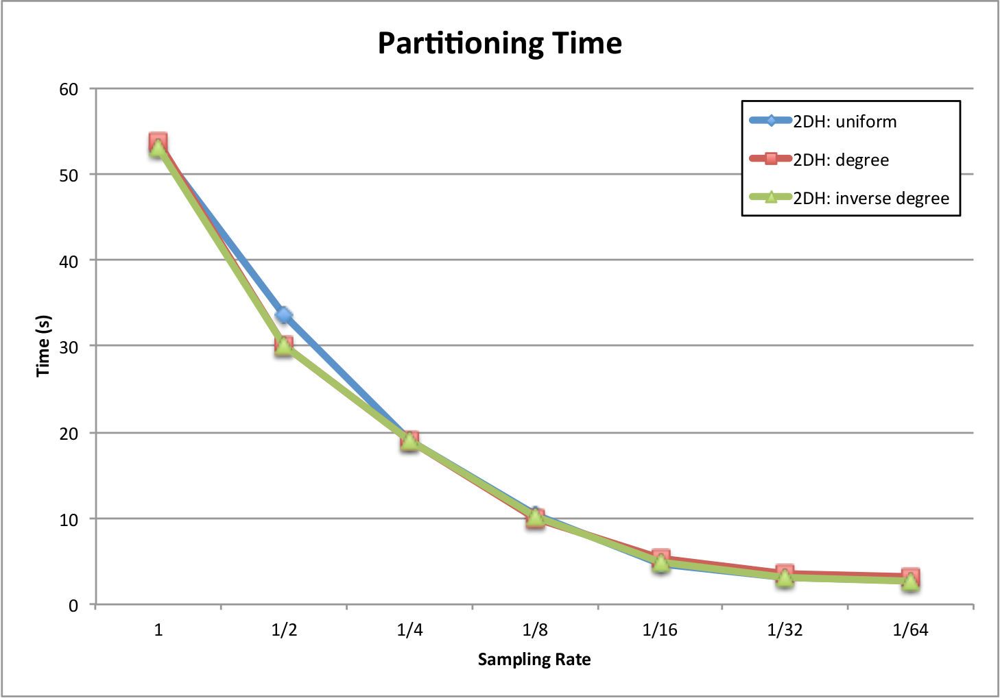 Partitioning Time
60
50
40
30
20
10
0
Time (s)
2DH: uniform
2DH: degree
2DH: inverse degree
1 1/2 1/4 1/8 1/16 1/32 1/64
Sampling Rate